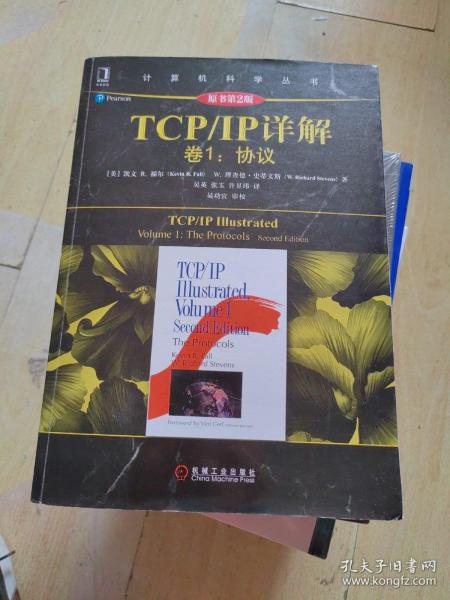 计算机科学丛书
Pearson
原书第2版
TCP/IP详解
卷1：协议
[美] 凯文 R. 福尔 (Kevin R. Fall) W. 理查德·史蒂文斯 (W. Richard Stevens) 著
吴英 张玉 许昱玮 译
吴功宜 审校
TCP/IP Illustrated
Volume 1: The Protocols Second Edition
TCP/IP
Illustrated,
Volume 1
Second Edition
The Protocols
Kevin R. Fall
W. Richard Stevens
Foreword by Vint Cerf
机械工业出版社
China Machine Press
孔夫子旧书网
www.kongfz.com